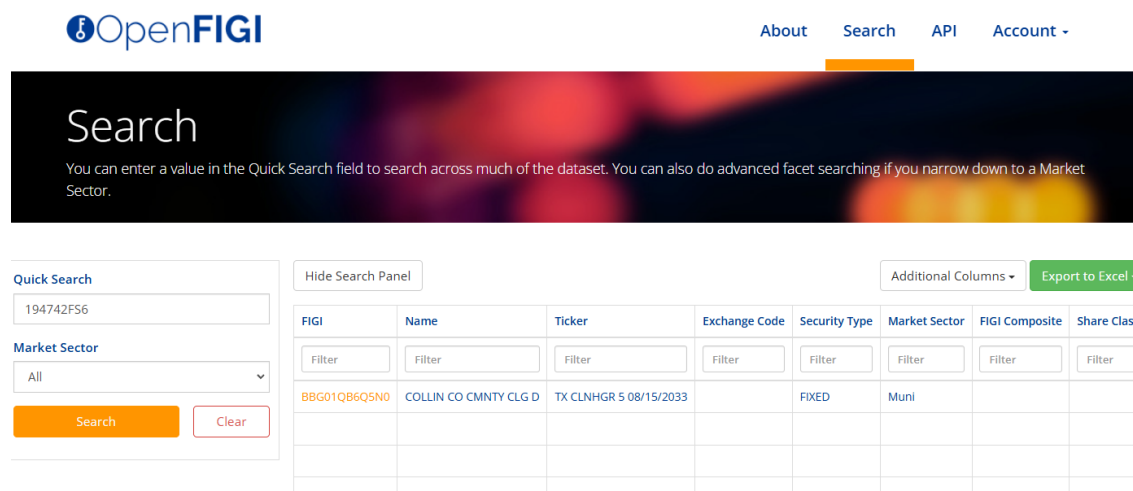 OpenFIGI
About Search API Account
Search
You can enter a value in the Quick Search field to search across much of the dataset. You can also do advanced facet searching if you narrow down to a Market
Sector.
Quick Search
194742FS6
Market Sector
All
Search Clear
Hide Search Panel Additional Columns Export to Excel
FIGI Name Ticker Exchange Code Security Type Market Sector FIGI Composite Share Clas
Filter Filter Filter Filter Filter Filter Filter Filter
BBG01QB6Q5N0 COLLIN CO CMNTY CLG D TX CLNHGR 5 08/15/2033 FIXED Muni